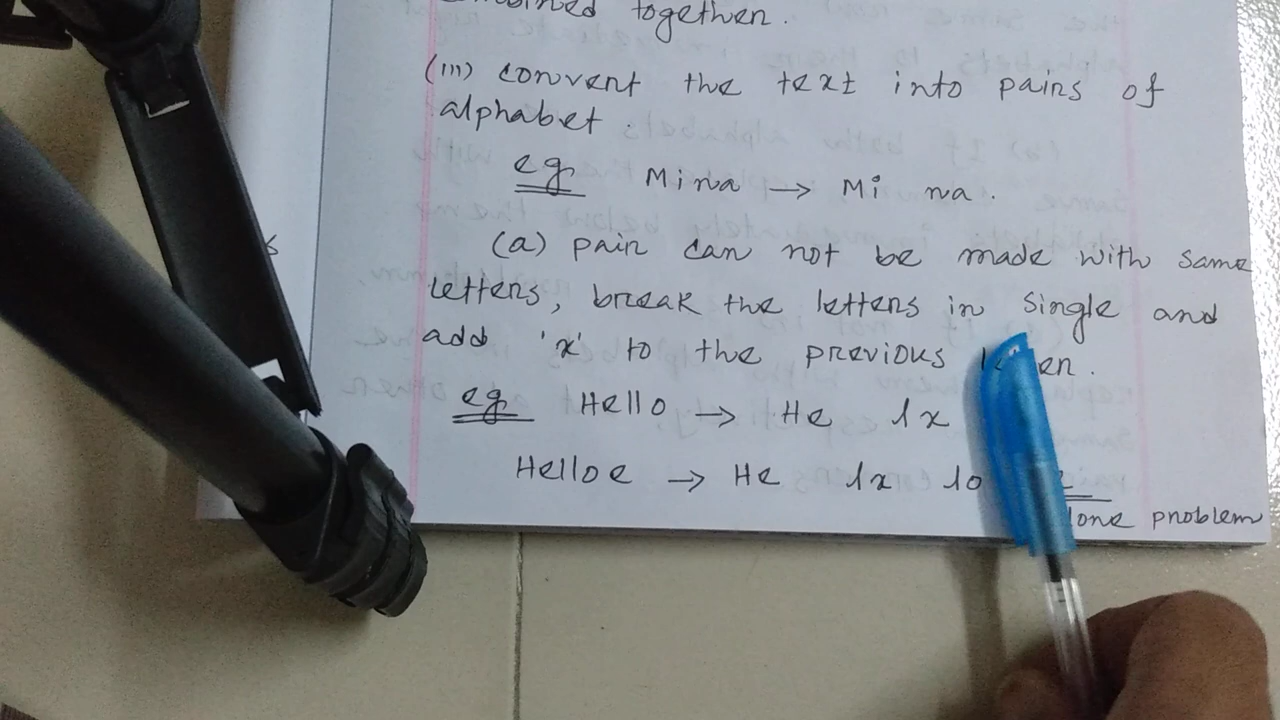 together.
(iii) convert the text into pairs of
alphabet.
eg Mina → Mi na.
(a) pair can not be made with same
letters, break the letters in single and
add 'x' to the previous
eg Hello → He lx
Helloe → He lx lo
problem